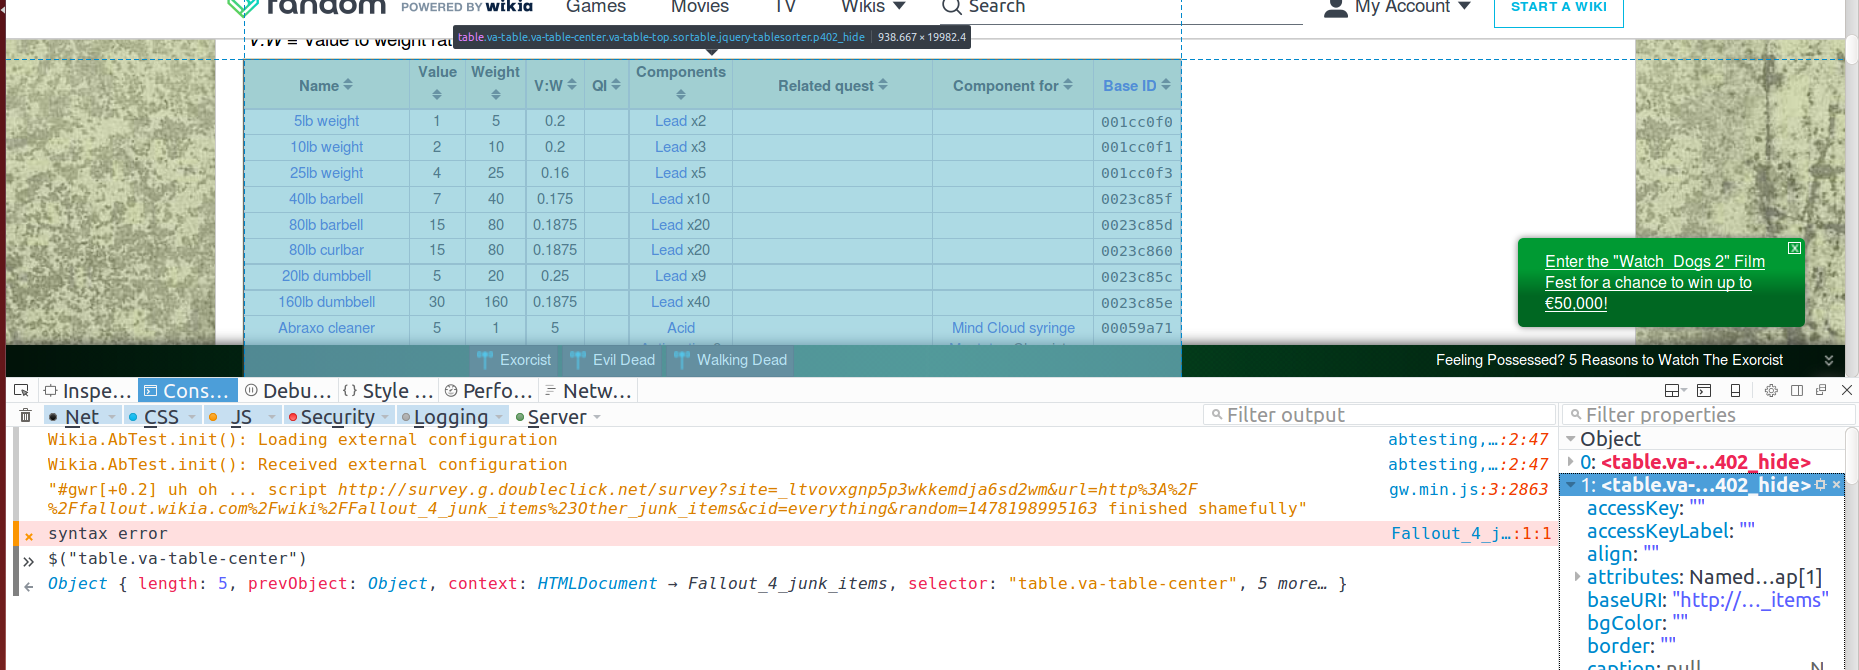 fandom POWERED BY wikia Games Movies TV Wikis Search My Account START A WIKI
V:W = Value to weight rat
table.va-table.va-table-center.va-table-top.sortable.jquery-tablesorter.p402_hide 938.667 × 19982.4
Name Value Weight V:W QI Components Related quest Component for Base ID
5lb weight 1 5 0.2 Lead x2 001cc0f0
10lb weight 2 10 0.2 Lead x3 001cc0f1
25lb weight 4 25 0.16 Lead x5 001cc0f3
40lb barbell 7 40 0.175 Lead x10 0023c85f
80lb barbell 15 80 0.1875 Lead x20 0023c85d
80lb curlbar 15 80 0.1875 Lead x20 0023c860
20lb dumbbell 5 20 0.25 Lead x9 0023c85c
160lb dumbbell 30 160 0.1875 Lead x40 0023c85e
Abraxo cleaner 5 1 5 Acid Mind Cloud syringe 00059a71
X
Enter the "Watch_Dogs 2" Film
Fest for a chance to win up to
€50,000!
Exorcist Evil Dead Walking Dead Feeling Possessed? 5 Reasons to Watch The Exorcist
Inspe... Cons... Debu... Style ... Perfo... Netw...
Net CSS JS Security Logging Server Filter output Filter properties
Wikia.AbTest.init(): Loading external configuration abtesting,…:2:47
Wikia.AbTest.init(): Received external configuration abtesting,…:2:47
"#gwr[+0.2] uh oh ... script http://survey.g.doubleclick.net/survey?site=_ltvovxgnp5p3wkkemdja6sd2wm&url=http%3A%2F gw.min.js:3:2863
%2Ffallout.wikia.com%2Fwiki%2FFallout_4_junk_items%23Other_junk_items&cid=everything&random=1478198995163 finished shamefully"
syntax error Fallout_4_j…:1:1
$("table.va-table-center")
Object { length: 5, prevObject: Object, context: HTMLDocument → Fallout_4_junk_items, selector: "table.va-table-center", 5 more… }
Object
0: <table.va-...402_hide>
1: <table.va-...402_hide>
accessKey: ""
accessKeyLabel: ""
align: ""
attributes: Named...ap[1]
baseURI: "http://..._items"
bgColor: ""
border: ""
caption: null